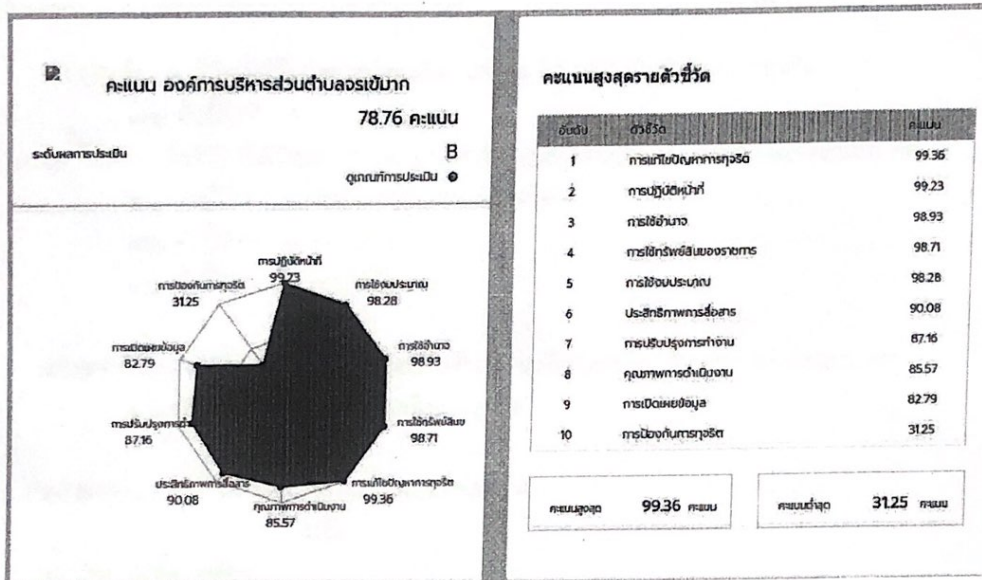 คะแนน องค์การบริหารส่วนตำบลจรเข้มาก
78.76 คะแนน
ระดับผลการประเมิน B
ดูเกณฑ์การประเมิน
การปฏิบัติหน้าที่
99.23
การป้องกันการทุจริต
31.25
การใช้งบประมาณ
98.28
การเปิดเผยข้อมูล
82.79
การใช้อำนาจ
98.93
การปรับปรุงการทำ
87.16
การใช้ทรัพย์สินข
98.71
ประสิทธิภาพการสื่อสาร
90.08
คุณภาพการดำเนินงาน
85.57
การแก้ไขปัญหาการทุจริต
99.36
คะแนนสูงสุดรายตัวชี้วัด
อันดับ ตัวชี้วัด คะแนน
1 การแก้ไขปัญหาการทุจริต 99.36
2 การปฏิบัติหน้าที่ 99.23
3 การใช้อำนาจ 98.93
4 การใช้ทรัพย์สินของราชการ 98.71
5 การใช้งบประมาณ 98.28
6 ประสิทธิภาพการสื่อสาร 90.08
7 การปรับปรุงการทำงาน 87.16
8 คุณภาพการดำเนินงาน 85.57
9 การเปิดเผยข้อมูล 82.79
10 การป้องกันการทุจริต 31.25
คะแนนสูงสุด 99.36 คะแนน
คะแนนต่ำสุด 31.25 คะแนน